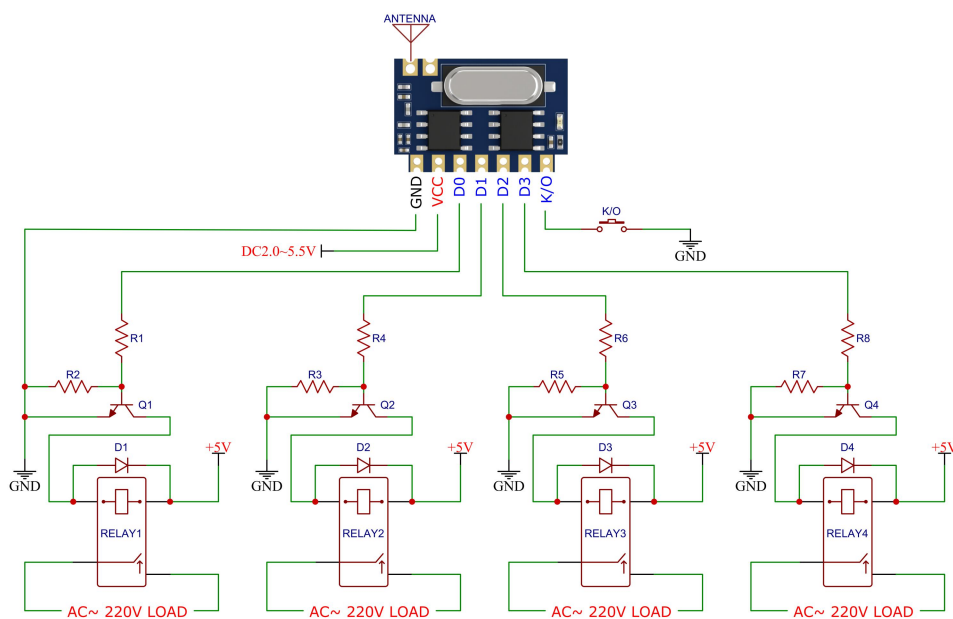 ANTENNA
GND
VCC
D0
D1
D2
D3
K/O
K/O
GND
DC2.0~5.5V
R1
R4
R6
R8
R2
R3
R5
R7
Q1
Q2
Q3
Q4
D1
+5V
D2
+5V
D3
+5V
D4
+5V
GND
GND
GND
GND
RELAY1
RELAY2
RELAY3
RELAY4
AC~ 220V LOAD
AC~ 220V LOAD
AC~ 220V LOAD
AC~ 220V LOAD